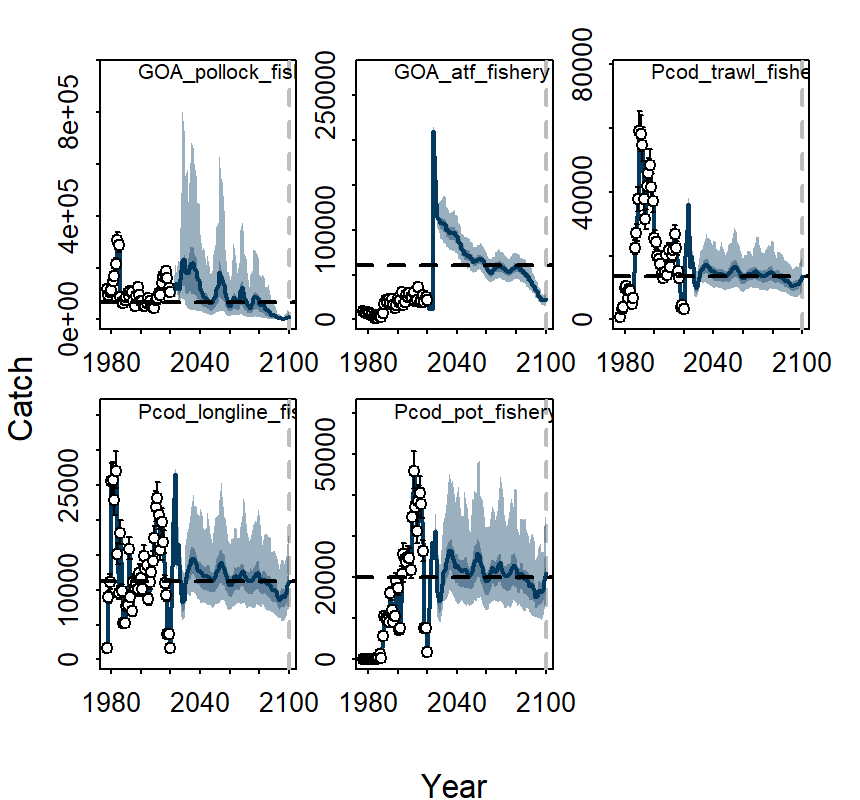 GOA_pollock_fish
0e+00 4e+05 8e+05
1980 2040 2100
GOA_atf_fishery
0 100000 250000
1980 2040 2100
Pcod_trawl_fishe
0 40000 80000
1980 2040 2100
Pcod_longline_fis
0 10000 25000
1980 2040 2100
Pcod_pot_fishery
0 20000 50000
1980 2040 2100
Catch
Year